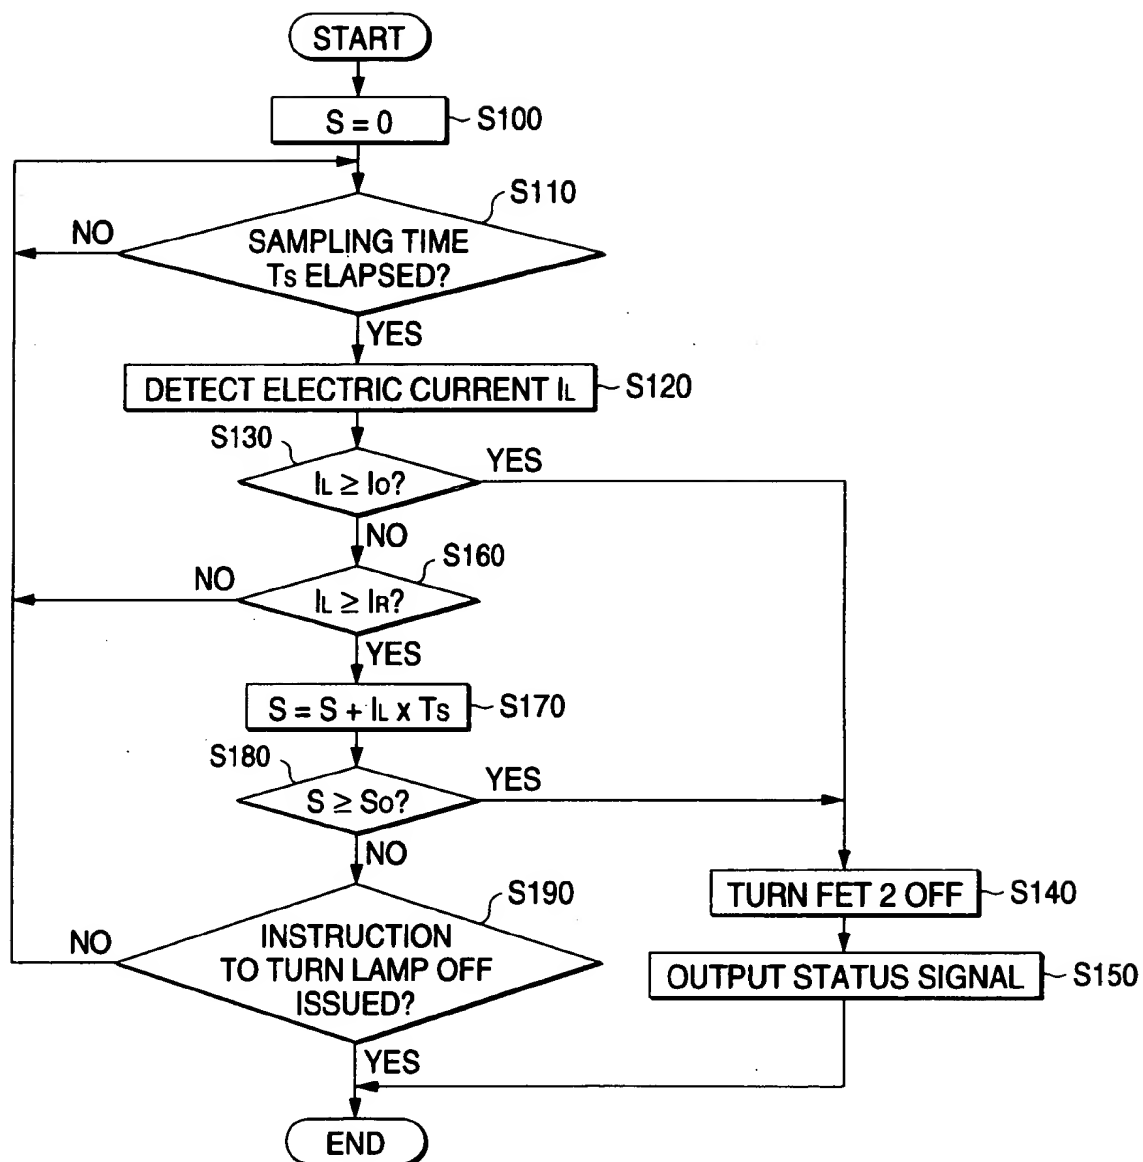 START
S = 0
S100
S110
NO
SAMPLING TIME
Ts ELAPSED?
YES
DETECT ELECTRIC CURRENT IL
S120
S130
IL ≥ Io?
YES
NO
S160
NO
IL ≥ IR?
YES
S = S + IL x Ts
S170
S180
S ≥ So?
YES
NO
S190
NO
INSTRUCTION
TO TURN LAMP OFF
ISSUED?
YES
TURN FET 2 OFF
S140
OUTPUT STATUS SIGNAL
S150
END